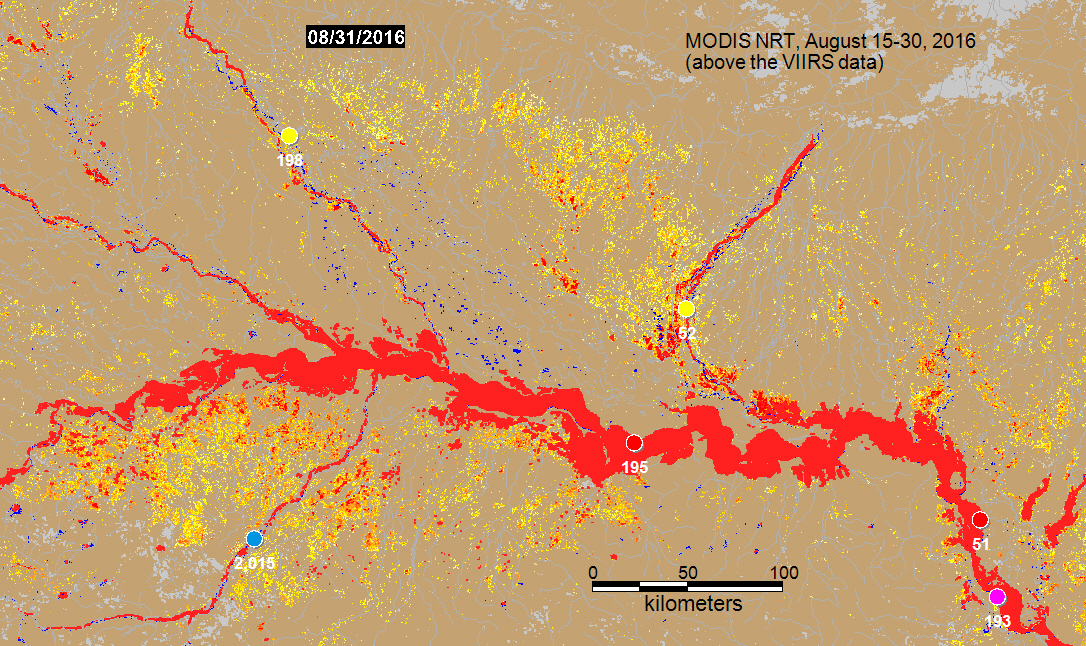 08/31/2016
MODIS NRT, August 15-30, 2016
(above the VIIRS data)
198
52
195
51
2,015
0 50 100
kilometers
193